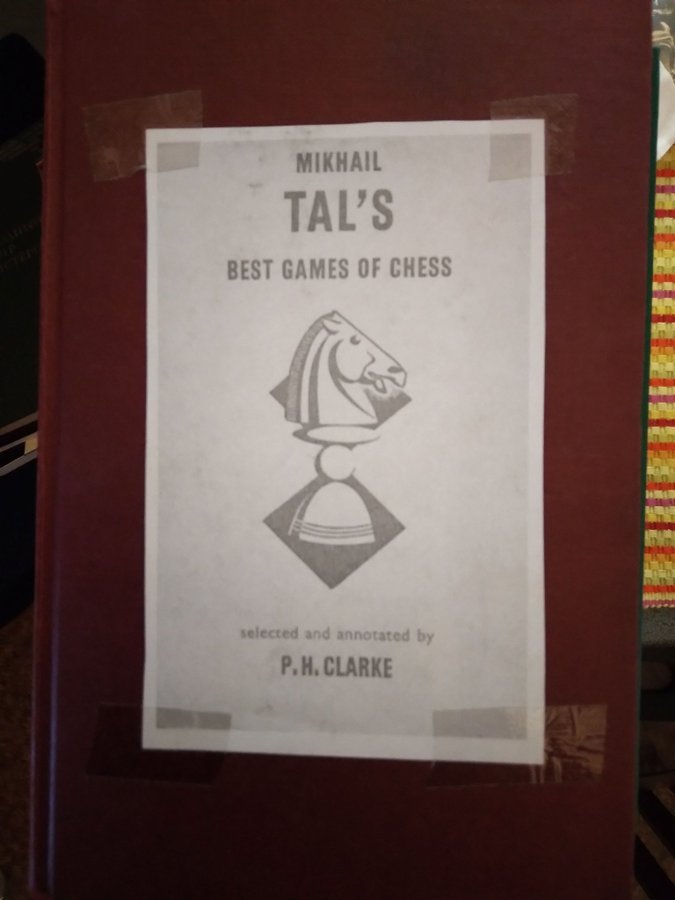 MIKHAIL
TAL'S
BEST GAMES OF CHESS
selected and annotated by
P. H. CLARKE